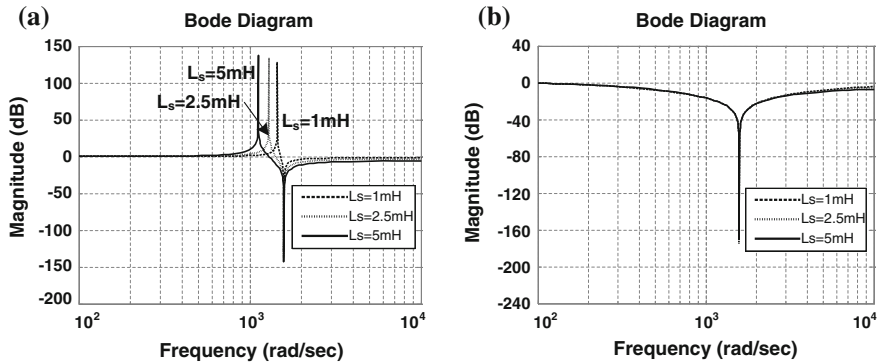 (a)
Bode Diagram
Magnitude (dB)
150
100
50
0
-50
-100
-150
-200
Ls=5mH
Ls=2.5mH
Ls=1mH
Ls=1mH
Ls=2.5mH
Ls=5mH
10^2
10^3
10^4
Frequency (rad/sec)
(b)
Bode Diagram
Magnitude (dB)
40
0
-40
-80
-120
-160
-200
-240
Ls=1mH
Ls=2.5mH
Ls=5mH
10^2
10^3
10^4
Frequency (rad/sec)